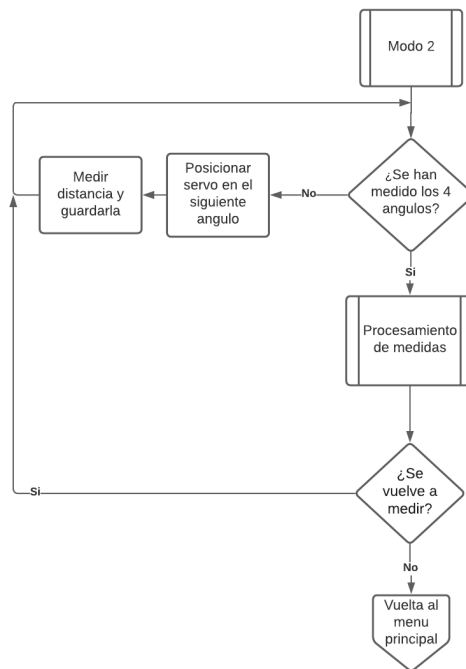 Modo 2
¿Se han
medido los 4
angulos?
No
Posicionar
servo en el
siguiente
angulo
Medir
distancia y
guardarla
Si
Procesamiento
de medidas
¿Se
vuelve a
medir?
Si
No
Vuelta al
menu
principal